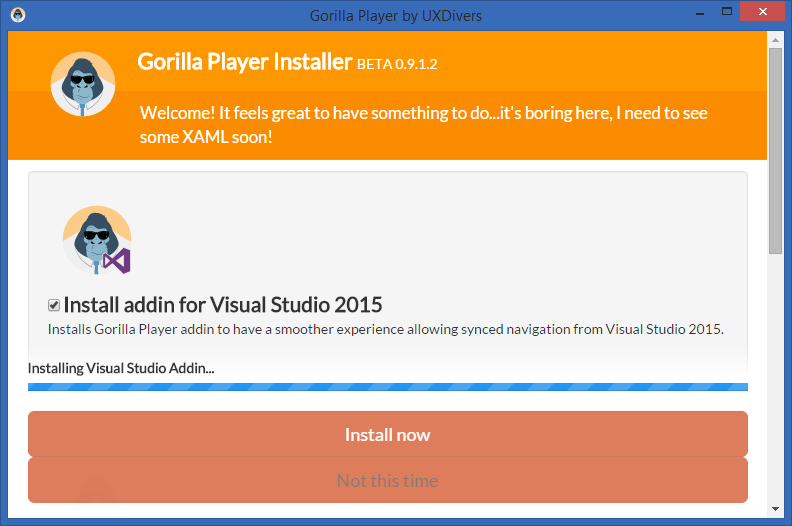 Gorilla Player by UXDivers
Gorilla Player Installer BETA 0.9.1.2
Welcome! It feels great to have something to do...it's boring here, I need to see
some XAML soon!
Install addin for Visual Studio 2015
Installs Gorilla Player addin to have a smoother experience allowing synced navigation from Visual Studio 2015.
Installing Visual Studio Addin...
Install now
Not this time